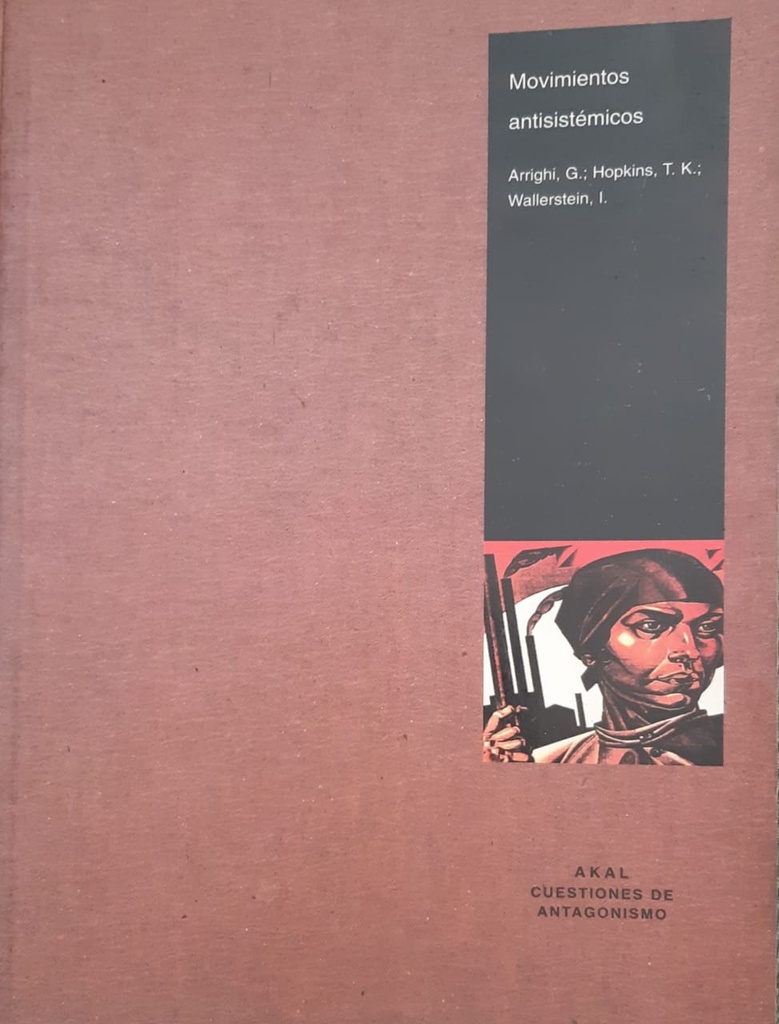 Movimientos
antisistémicos
Arrighi, G.; Hopkins, T. K.;
Wallerstein, I.
AKAL
CUESTIONES DE
ANTAGONISMO